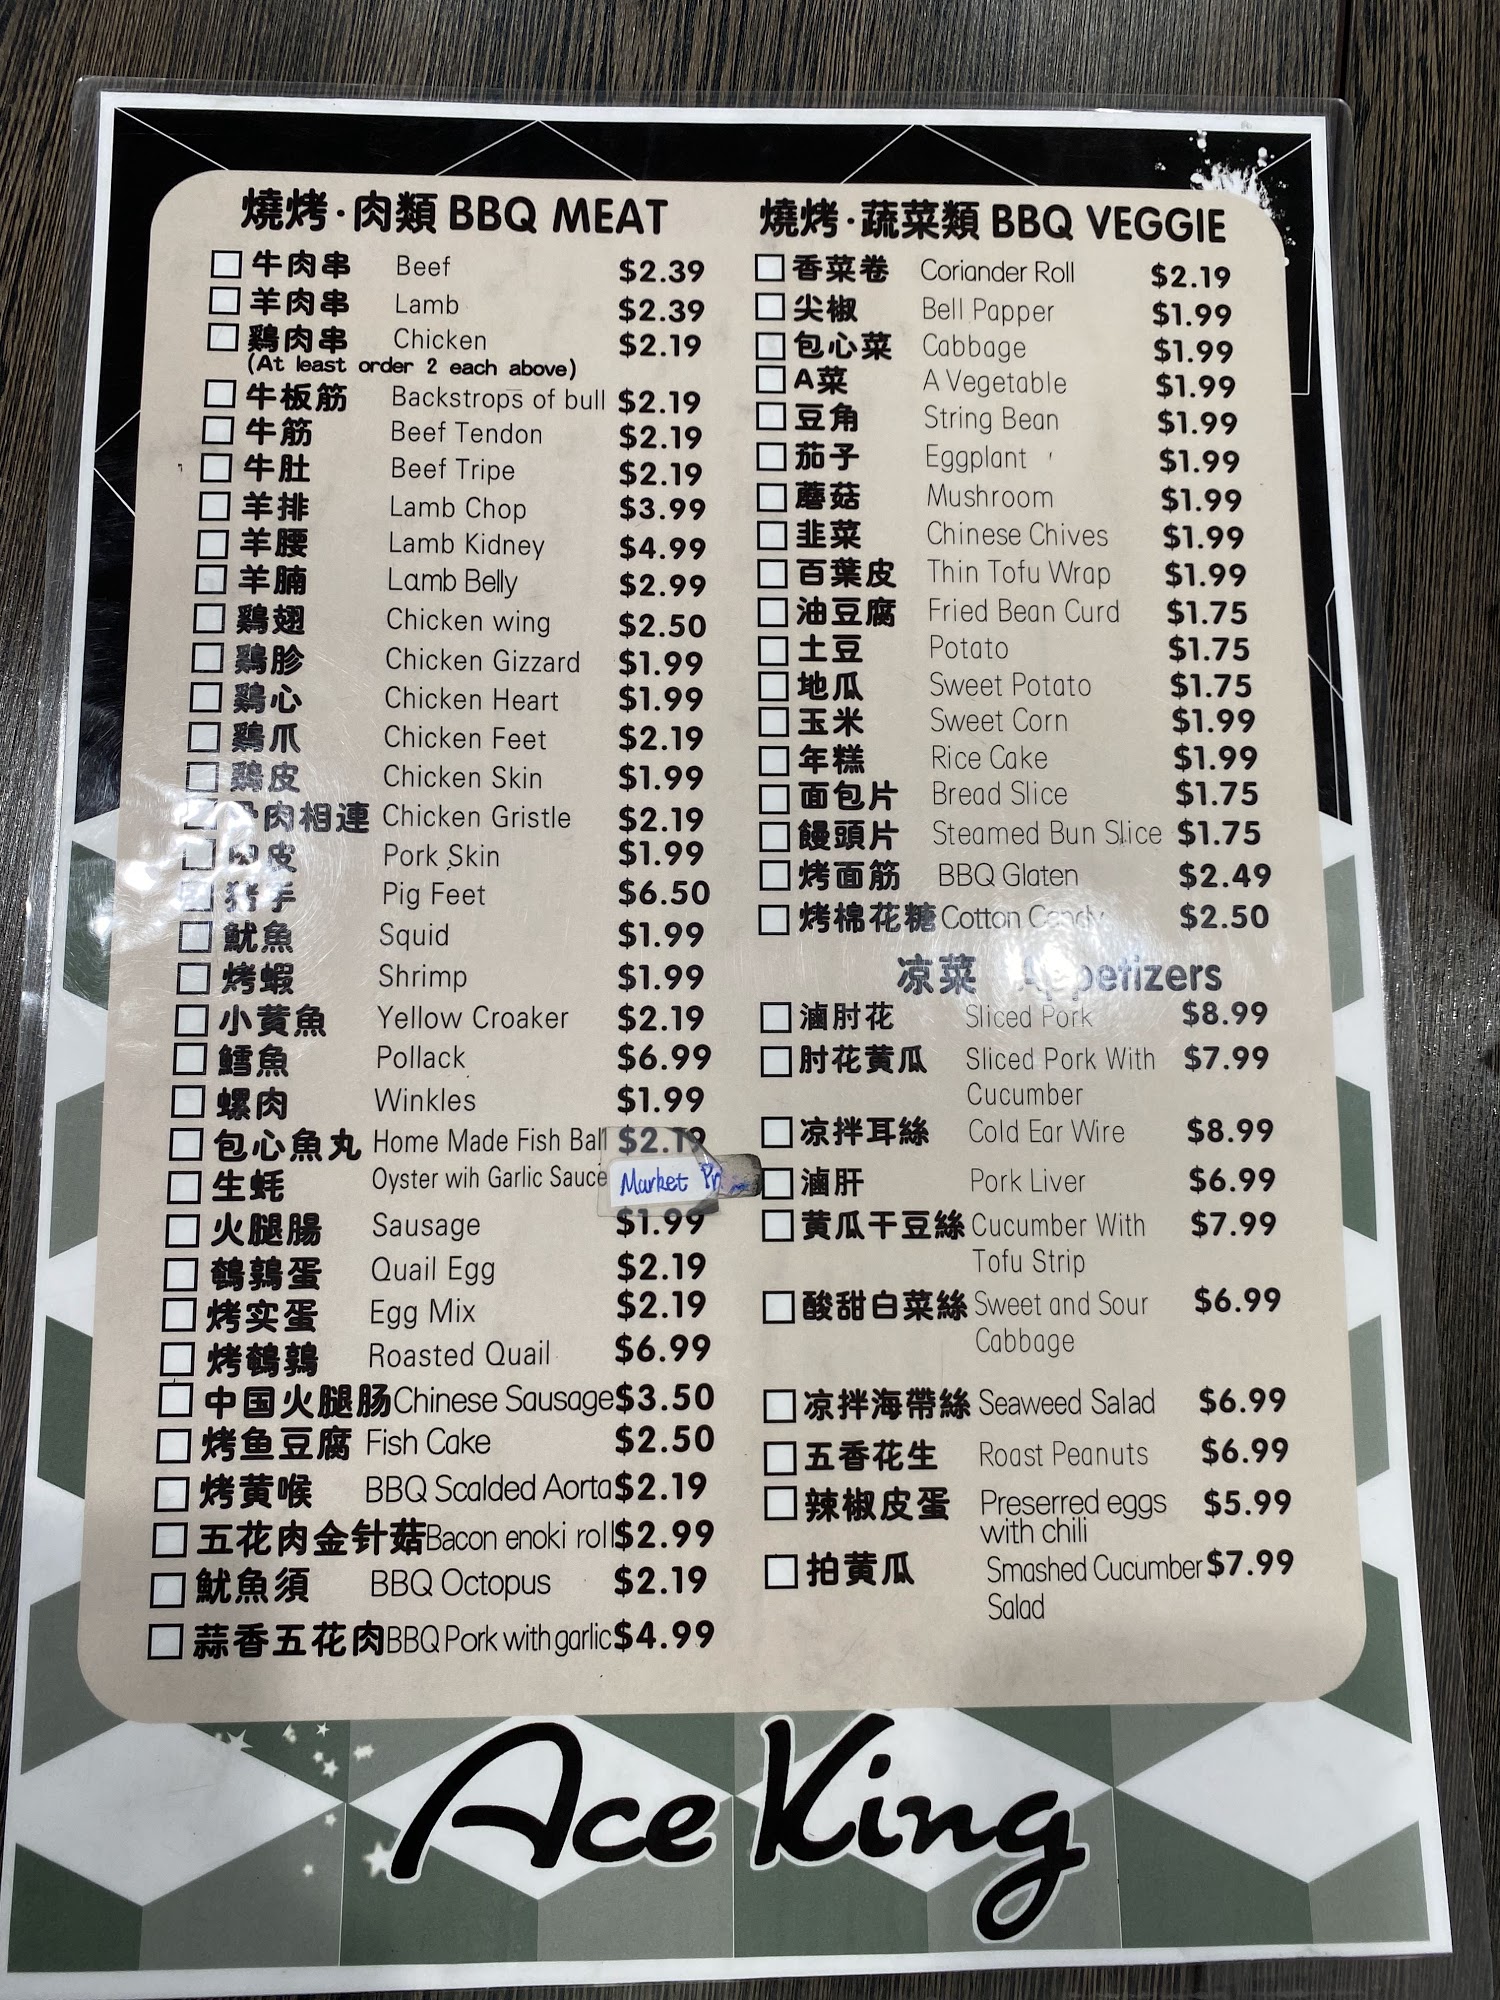 燒烤·肉類 BBQ MEAT
牛肉串 Beef $2.39
羊肉串 Lamb $2.39
鷄肉串 Chicken $2.19
(At least order 2 each above)
牛板筋 Backstrops of bull $2.19
牛筋 Beef Tendon $2.19
牛肚 Beef Tripe $2.19
羊排 Lamb Chop $3.99
羊腰 Lamb Kidney $4.99
羊腩 Lamb Belly $2.99
鷄翅 Chicken wing $2.50
鷄胗 Chicken Gizzard $1.99
鷄心 Chicken Heart $1.99
鷄爪 Chicken Feet $2.19
鷄皮 Chicken Skin $1.99
骨肉相連 Chicken Gristle $2.19
肉皮 Pork Skin $1.99
猪手 Pig Feet $6.50
魷魚 Squid $1.99
烤蝦 Shrimp $1.99
小黄魚 Yellow Croaker $2.19
鱈魚 Pollack $6.99
螺肉 Winkles $1.99
包心魚丸 Home Made Fish Ball $2.19
生蚝 Oyster wih Garlic Sauce Market
火腿腸 Sausage $1.99
鵪鶉蛋 Quail Egg $2.19
烤实蛋 Egg Mix $2.19
烤鵪鶉 Roasted Quail $6.99
中国火腿肠 Chinese Sausage $3.50
烤鱼豆腐 Fish Cake $2.50
烤黄喉 BBQ Scalded Aorta $2.19
五花肉金针菇 Bacon enoki roll $2.99
魷魚須 BBQ Octopus $2.19
蒜香五花肉 BBQ Pork with garlic $4.99
燒烤·蔬菜類 BBQ VEGGIE
香菜卷 Coriander Roll $2.19
尖椒 Bell Papper $1.99
包心菜 Cabbage $1.99
A菜 A Vegetable $1.99
豆角 String Bean $1.99
茄子 Eggplant $1.99
蘑菇 Mushroom $1.99
韭菜 Chinese Chives $1.99
百葉皮 Thin Tofu Wrap $1.99
油豆腐 Fried Bean Curd $1.75
土豆 Potato $1.75
地瓜 Sweet Potato $1.75
玉米 Sweet Corn $1.99
年糕 Rice Cake $1.99
面包片 Bread Slice $1.75
饅頭片 Steamed Bun Slice $1.75
烤面筋 BBQ Glaten $2.49
烤棉花糖 Cotton Candy $2.50
凉菜 Appetizers
滷肘花 Sliced Pork $8.99
肘花黄瓜 Sliced Pork With $7.99
Cucumber
凉拌耳絲 Cold Ear Wire $8.99
滷肝 Pork Liver $6.99
黄瓜干豆絲 Cucumber With $7.99
Tofu Strip
酸甜白菜絲 Sweet and Sour $6.99
Cabbage
凉拌海帶絲 Seaweed Salad $6.99
五香花生 Roast Peanuts $6.99
辣椒皮蛋 Preserred eggs $5.99
with chili
拍黄瓜 Smashed Cucumber $7.99
Salad
Ace King